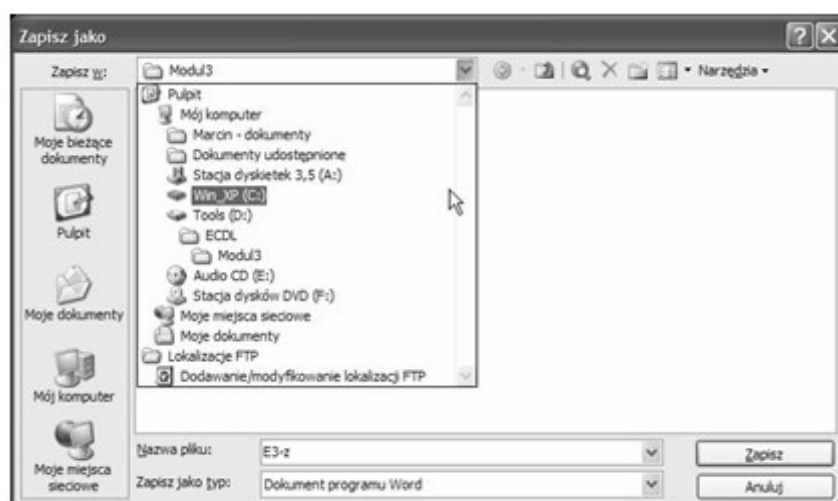 Zapisz jako
Zapisz w:
Modul3
Narzędzia
Pulpit
Mój komputer
Marcin - dokumenty
Dokumenty udostępnione
Stacja dyskietek 3,5 (A:)
Win_XP (C:)
Tools (D:)
ECDL
Modul3
Audio CD (E:)
Stacja dysków DVD (F:)
Moje miejsca sieciowe
Moje dokumenty
Lokalizacje FTP
Dodawanie/modyfikowanie lokalizacji FTP
Moje bieżące
dokumenty
Pulpit
Moje dokumenty
Mój komputer
Moje miejsca
sieciowe
Nazwa pliku:
E3-z
Zapisz
Zapisz jako typ:
Dokument programu Word
Anuluj